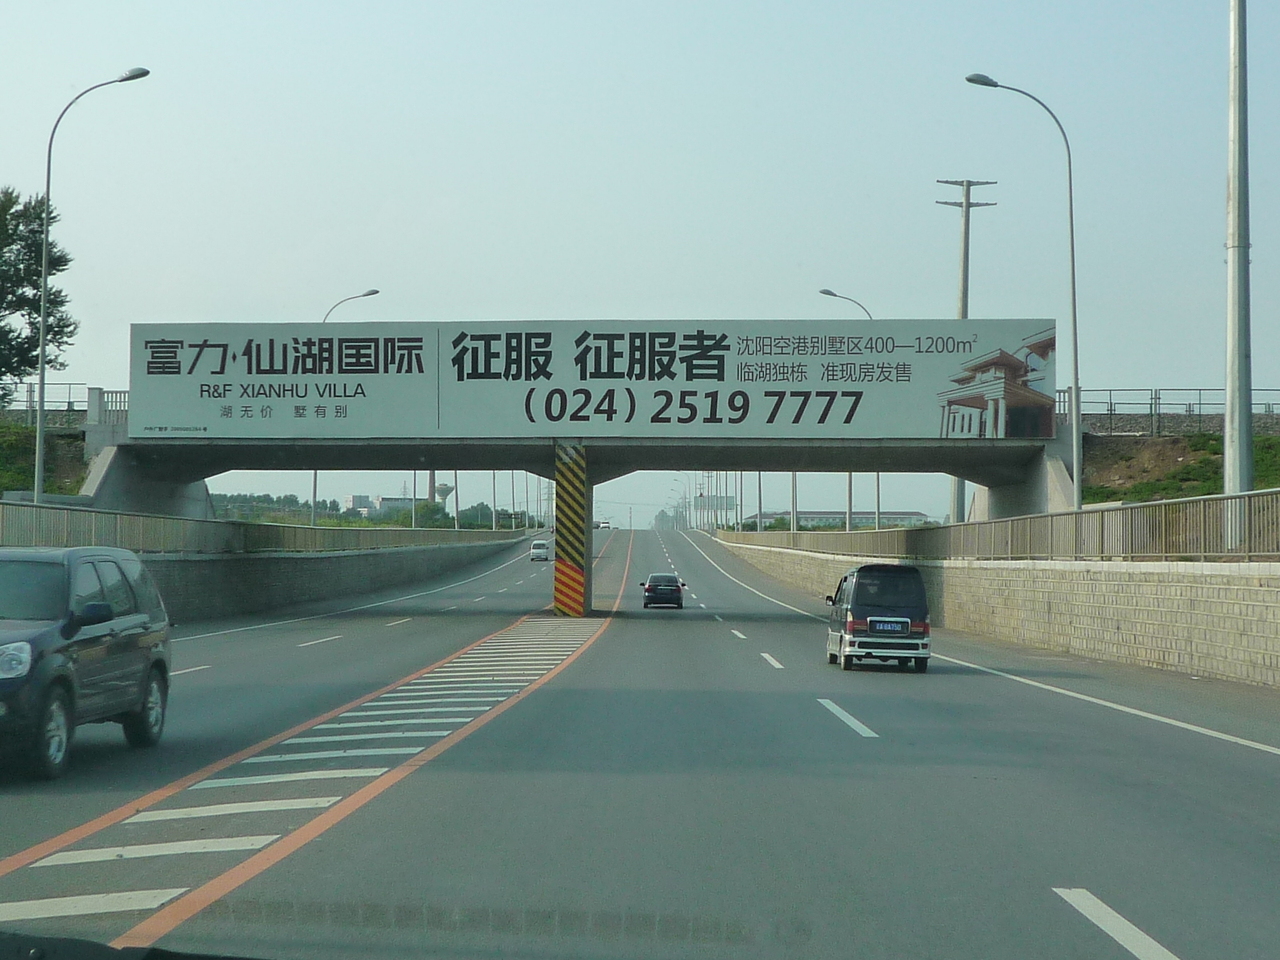 富力·仙湖国际
R&F XIANHU VILLA
湖无价 墅有别
征服 征服者
(024) 2519 7777
沈阳空港别墅区400—1200m²
临湖独栋 准现房发售